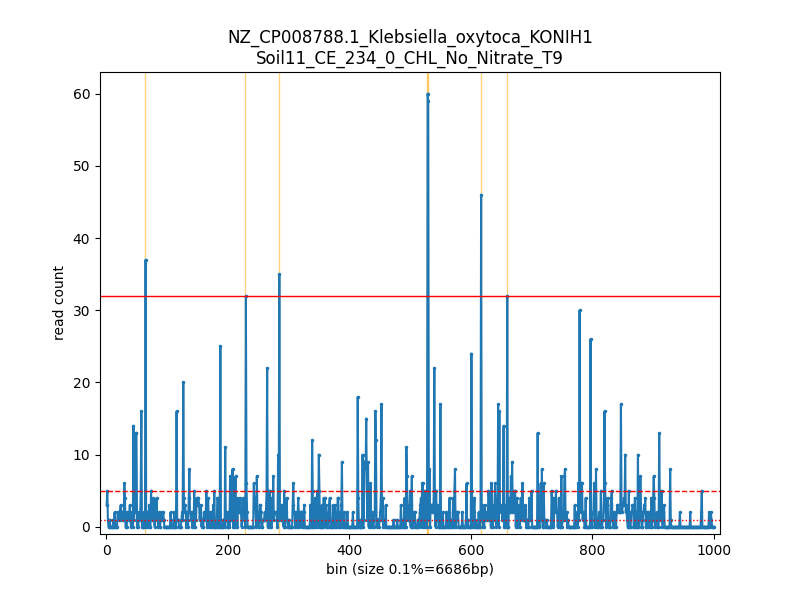 NZ_CP008788.1_Klebsiella_oxytoca_KONIH1
Soil11_CE_234_0_CHL_No_Nitrate_T9
60
50
40
30
20
10
0
read count
0 200 400 600 800 1000
bin (size 0.1%=6686bp)